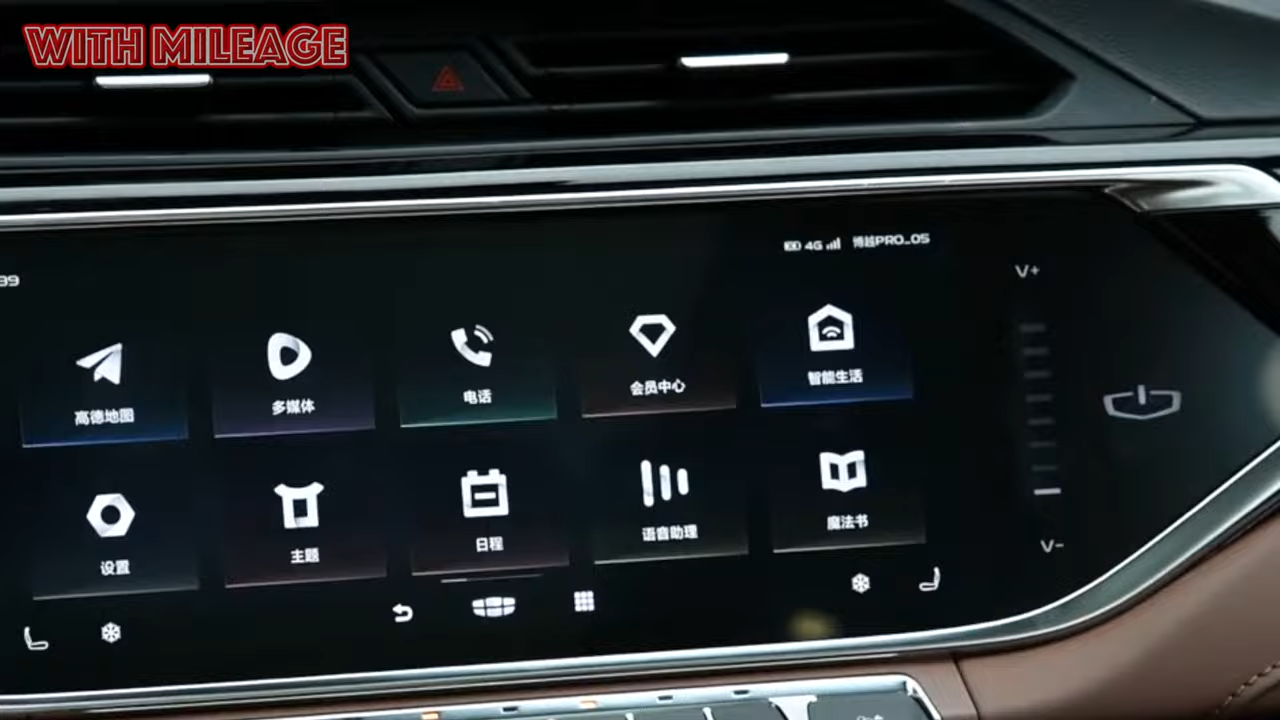 WITH MILEAGE
4G 博越PRO_05
39
V+
高德地图
多媒体
电话
会员中心
智能生活
设置
主题
日程
语音助理
魔法书
V-